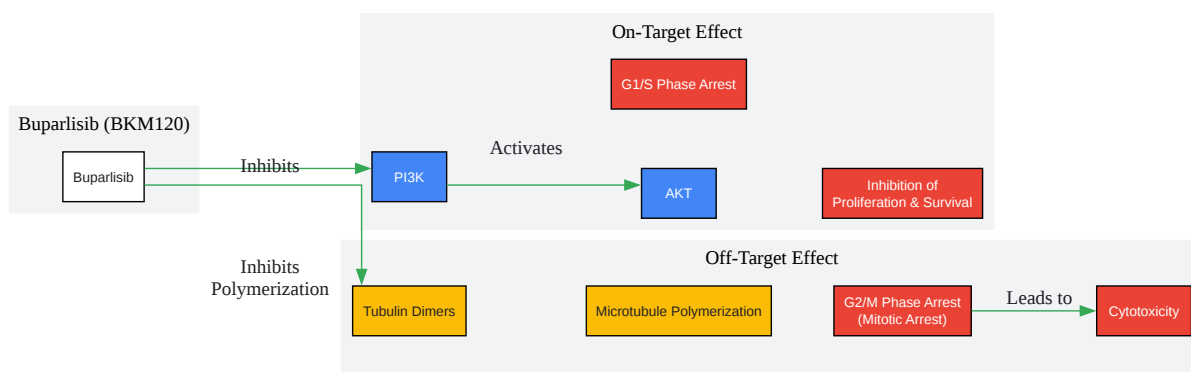 On-Target Effect
G1/S Phase Arrest
Buparlisib (BKM120)
Buparlisib
Inhibits
PI3K
Activates
AKT
Inhibition of
Proliferation & Survival
Off-Target Effect
Inhibits
Polymerization
Tubulin Dimers
Microtubule Polymerization
G2/M Phase Arrest
(Mitotic Arrest)
Leads to
Cytotoxicity